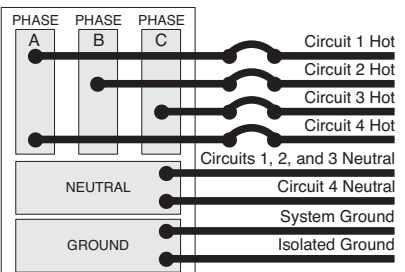 PHASE PHASE PHASE
A B C
Circuit 1 Hot
Circuit 2 Hot
Circuit 3 Hot
Circuit 4 Hot
Circuits 1, 2, and 3 Neutral
NEUTRAL
Circuit 4 Neutral
System Ground
GROUND
Isolated Ground